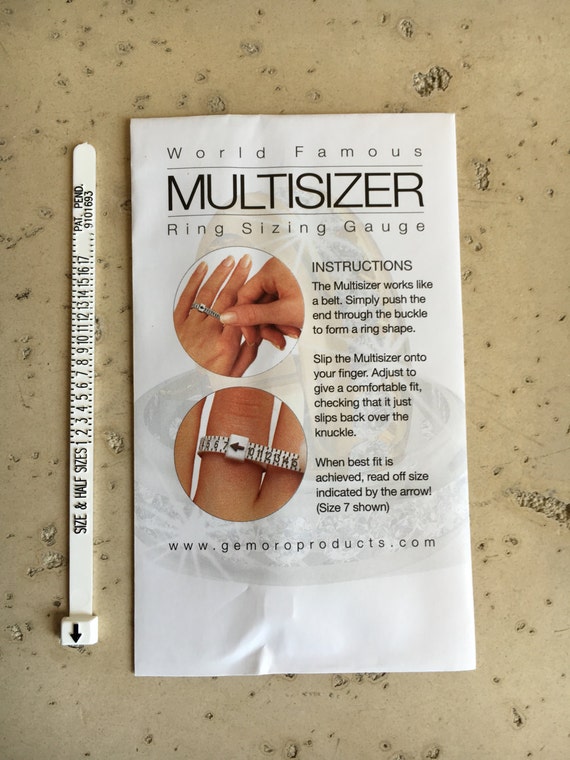 PAT. PEND.
9101693
SIZE & HALF SIZES 1 2 3 4 5 6 7 8 9 10 11 12 13 14 15 16 17
World Famous
MULTISIZER
Ring Sizing Gauge
INSTRUCTIONS
The Multisizer works like
a belt. Simply push the
end through the buckle
to form a ring shape.
Slip the Multisizer onto
your finger. Adjust to
give a comfortable fit,
checking that it just
slips back over the
knuckle.
When best fit is
achieved, read off size
indicated by the arrow!
(Size 7 shown)
www.gemoroproducts.com